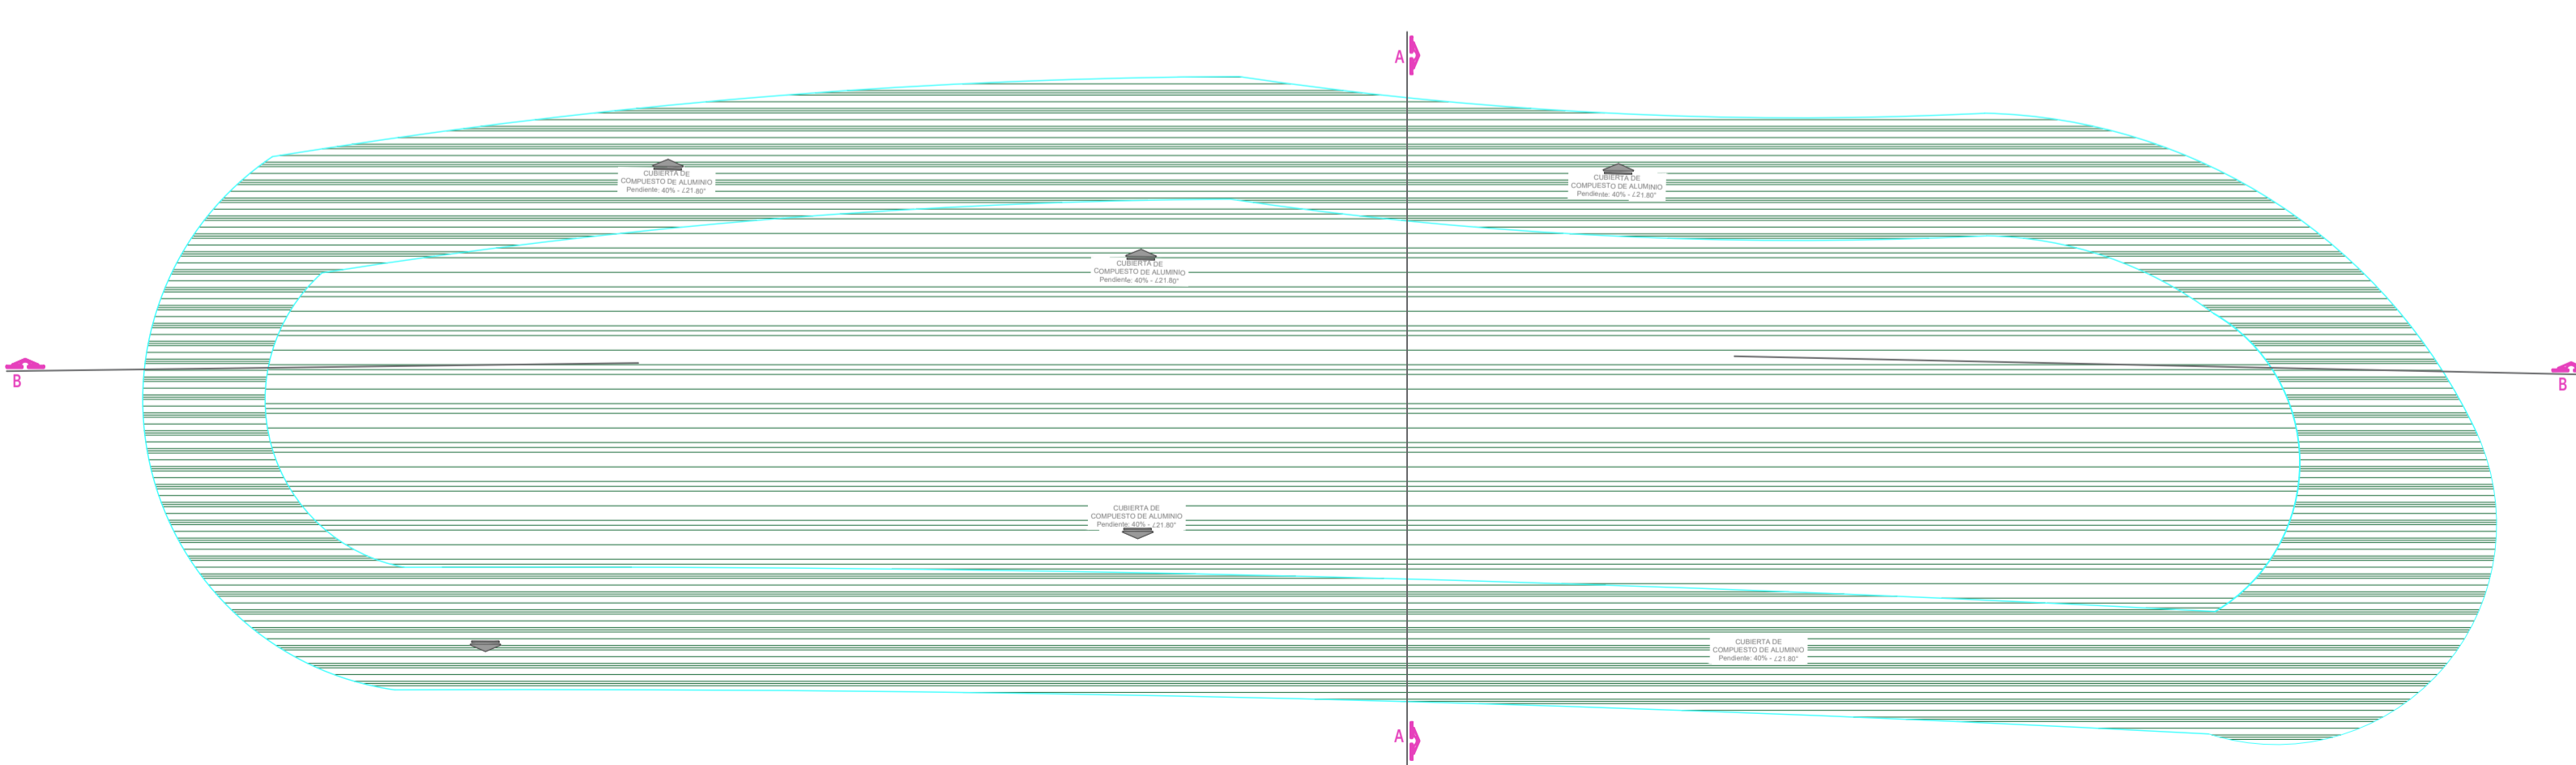 A
CUBIERTA DE
COMPUESTO DE ALUMINIO
Pendiente: 40% - ∠21.80°
CUBIERTA DE
COMPUESTO DE ALUMINIO
Pendiente: 40% - ∠21.80°
CUBIERTA DE
COMPUESTO DE ALUMINIO
Pendiente: 40% - ∠21.80°
B
B
CUBIERTA DE
COMPUESTO DE ALUMINIO
Pendiente: 40% - ∠21.80°
CUBIERTA DE
COMPUESTO DE ALUMINIO
Pendiente: 40% - ∠21.80°
A